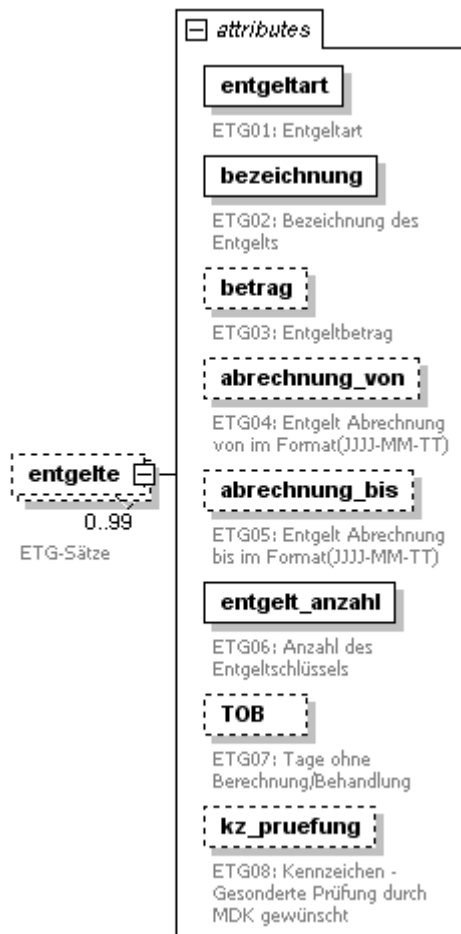 attributes
entgeltart
ETG01: Entgeltart
bezeichnung
ETG02: Bezeichnung des
Entgelts
betrag
ETG03: Entgeltbetrag
abrechnung_von
ETG04: Entgelt Abrechnung
von im Format(JJJJ-MM-TT)
entgelte
0..99
ETG-Sätze
abrechnung_bis
ETG05: Entgelt Abrechnung
bis im Format(JJJJ-MM-TT)
entgelt_anzahl
ETG06: Anzahl des
Entgeltschlüssels
TOB
ETG07: Tage ohne
Berechnung/Behandlung
kz_pruefung
ETG08: Kennzeichen -
Gesonderte Prüfung durch
MDK gewünscht